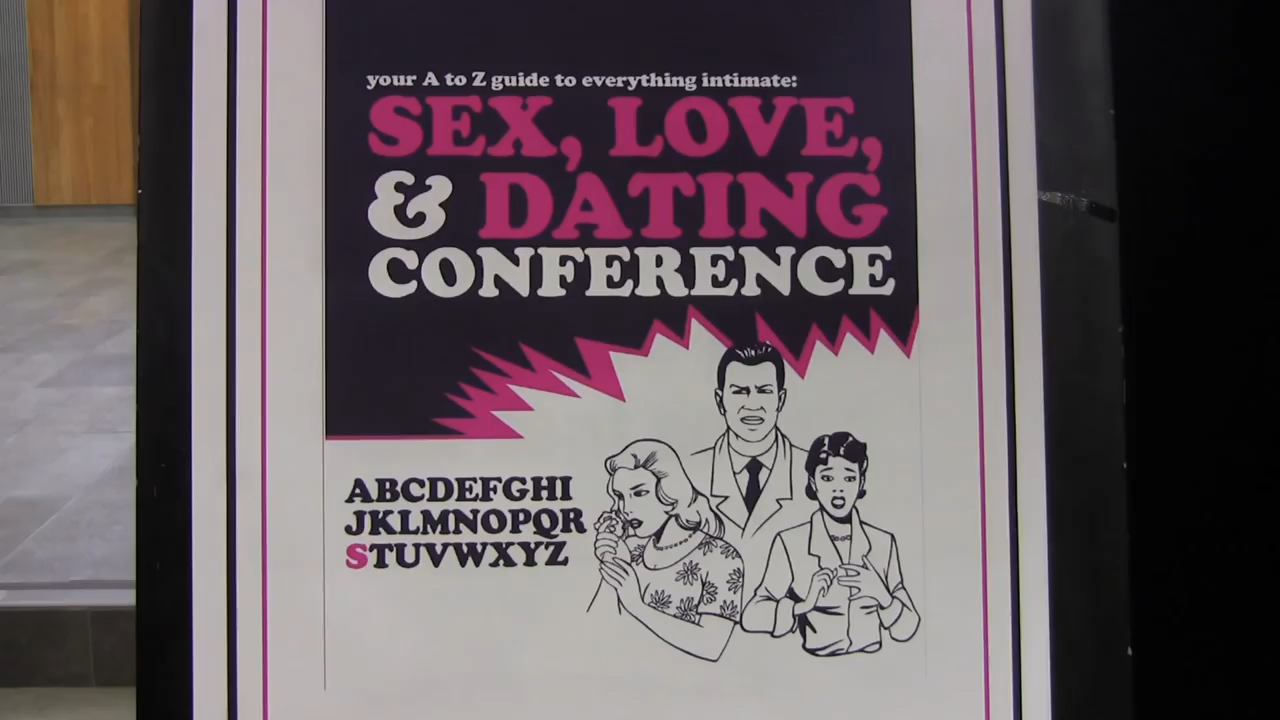 your A to Z guide to everything intimate:
SEX, LOVE,
& DATING
CONFERENCE
ABCDEFGHI
JKLMNOPQR
STUVWXYZ